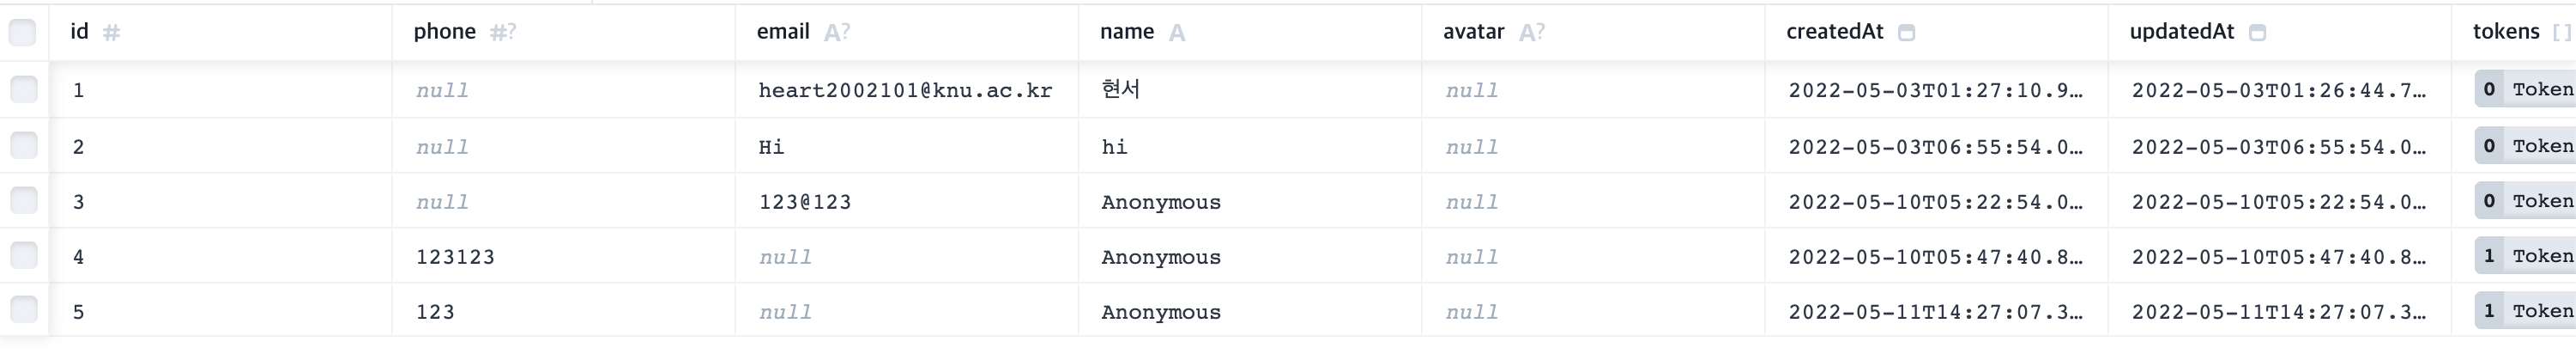 id # phone #? email A? name A avatar A? createdAt updatedAt tokens []
1 null heart2002101@knu.ac.kr 현서 null 2022-05-03T01:27:10.9… 2022-05-03T01:26:44.7… 0 Token
2 null Hi hi null 2022-05-03T06:55:54.0… 2022-05-03T06:55:54.0… 0 Token
3 null 123@123 Anonymous null 2022-05-10T05:22:54.0… 2022-05-10T05:22:54.0… 0 Token
4 123123 null Anonymous null 2022-05-10T05:47:40.8… 2022-05-10T05:47:40.8… 1 Token
5 123 null Anonymous null 2022-05-11T14:27:07.3… 2022-05-11T14:27:07.3… 1 Token